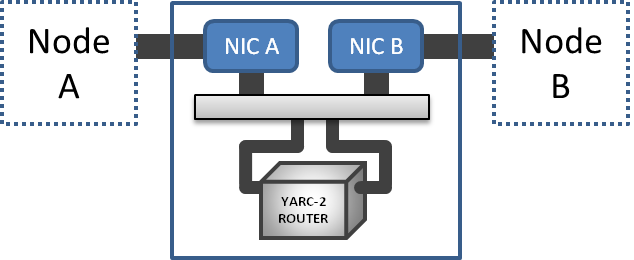 Node
A
NIC A
NIC B
Node
B
YARC-2
ROUTER